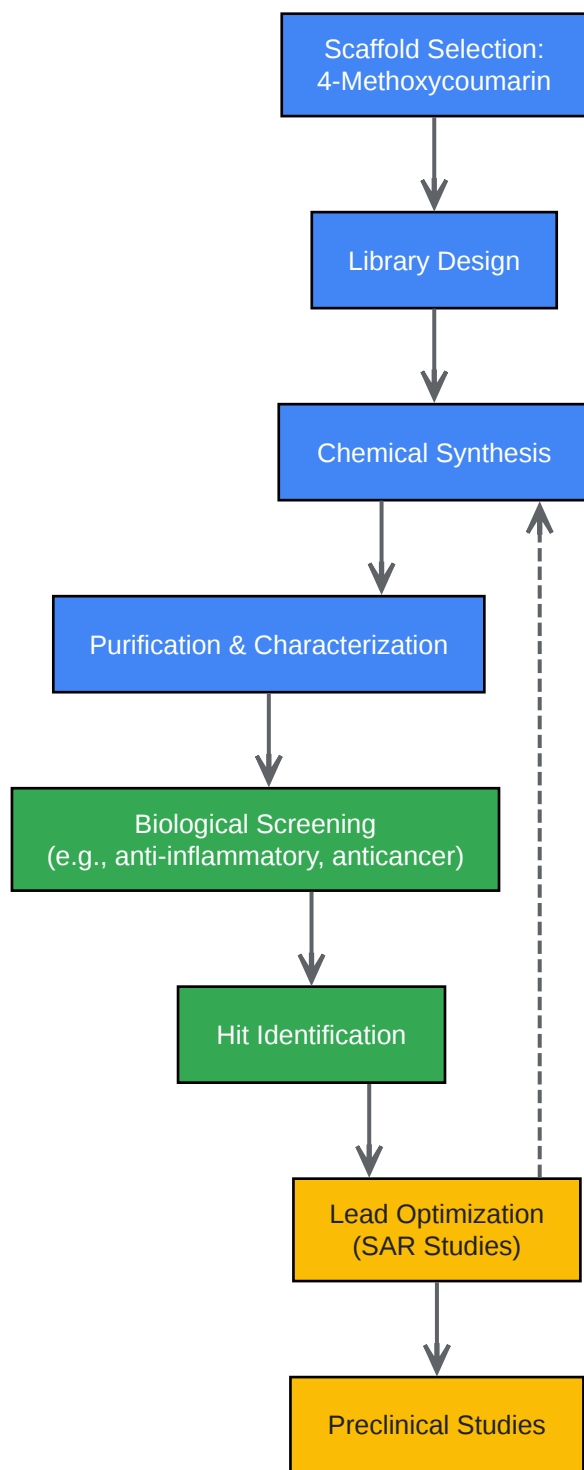 Scaffold Selection:
4-Methoxycoumarin
Library Design
Chemical Synthesis
Purification & Characterization
Biological Screening
(e.g., anti-inflammatory, anticancer)
Hit Identification
Lead Optimization
(SAR Studies)
Preclinical Studies